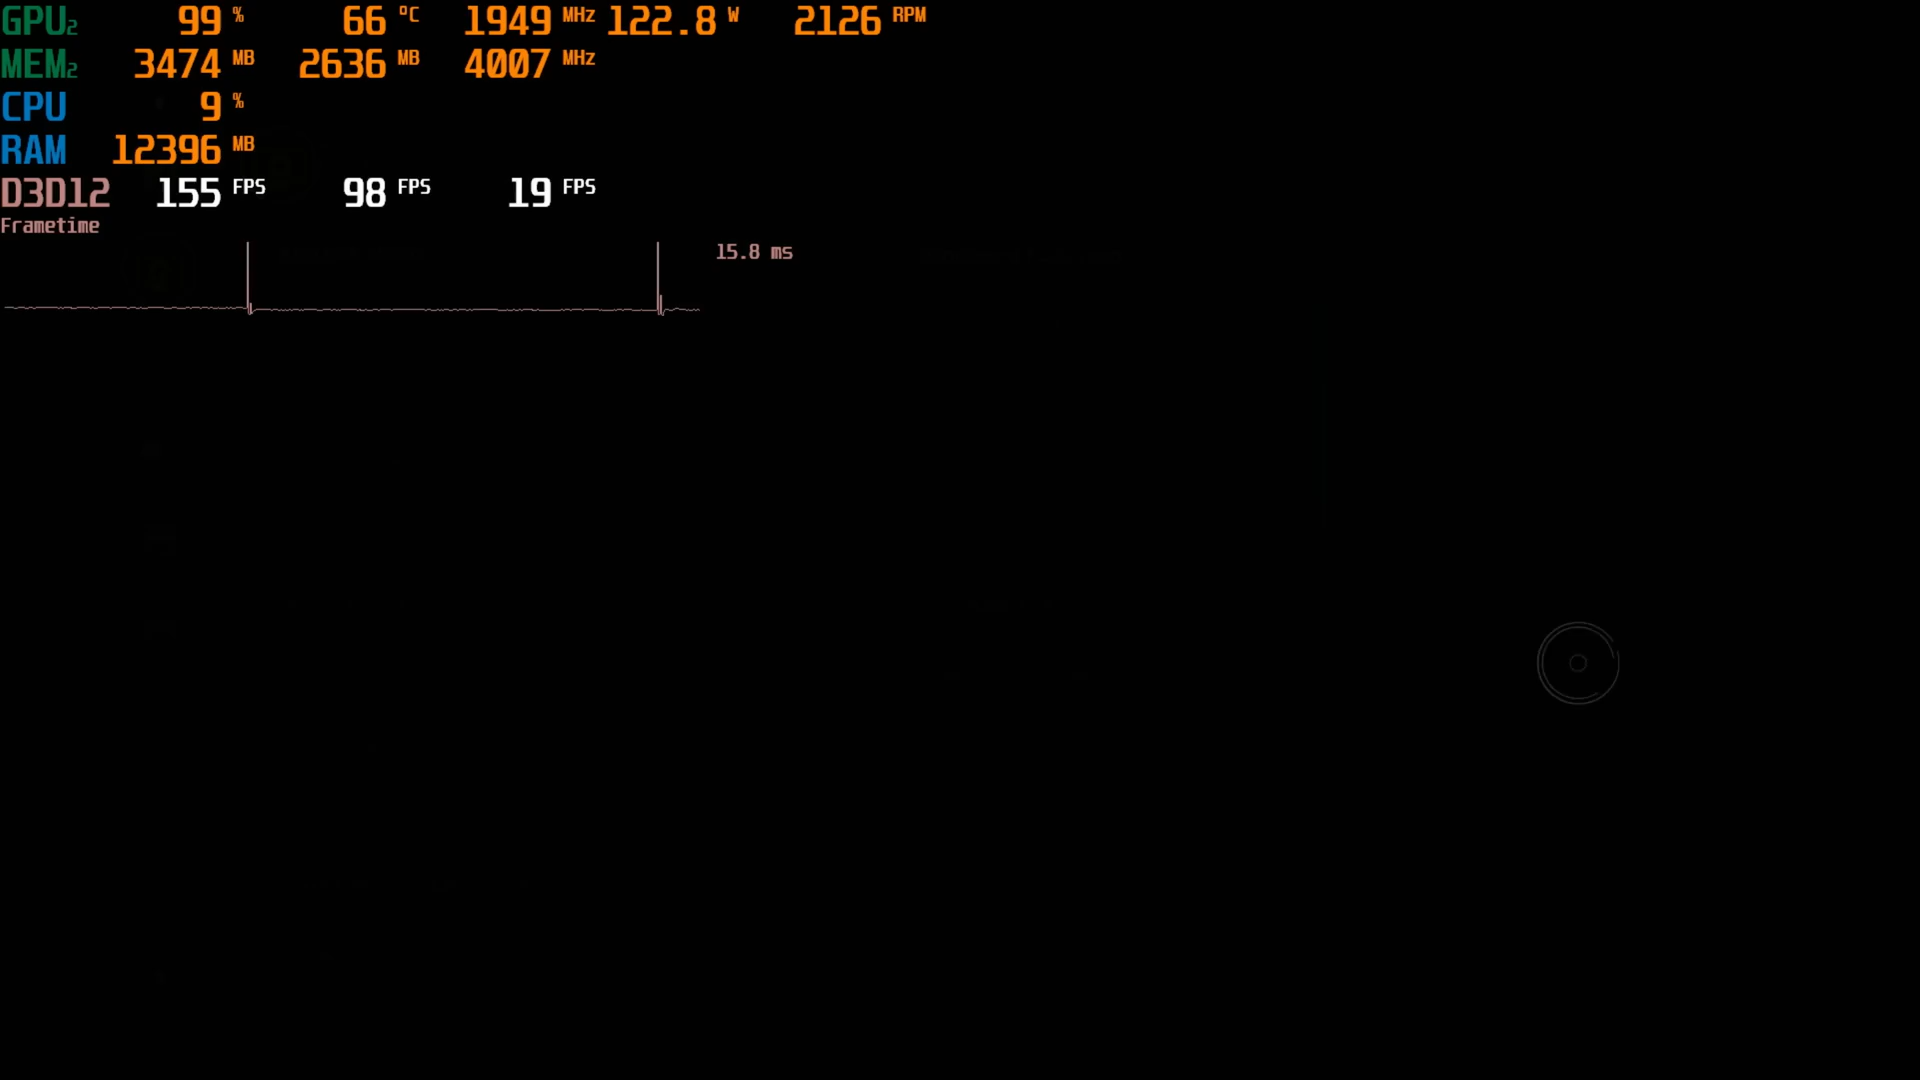 GPU2 99 % 66 °C 1949 MHz 122.8 W 2126 RPM
MEM2 3474 MB 2636 MB 4007 MHz
CPU 9 %
RAM 12396 MB
D3D12 155 FPS 98 FPS 19 FPS
Frametime
15.8 ms